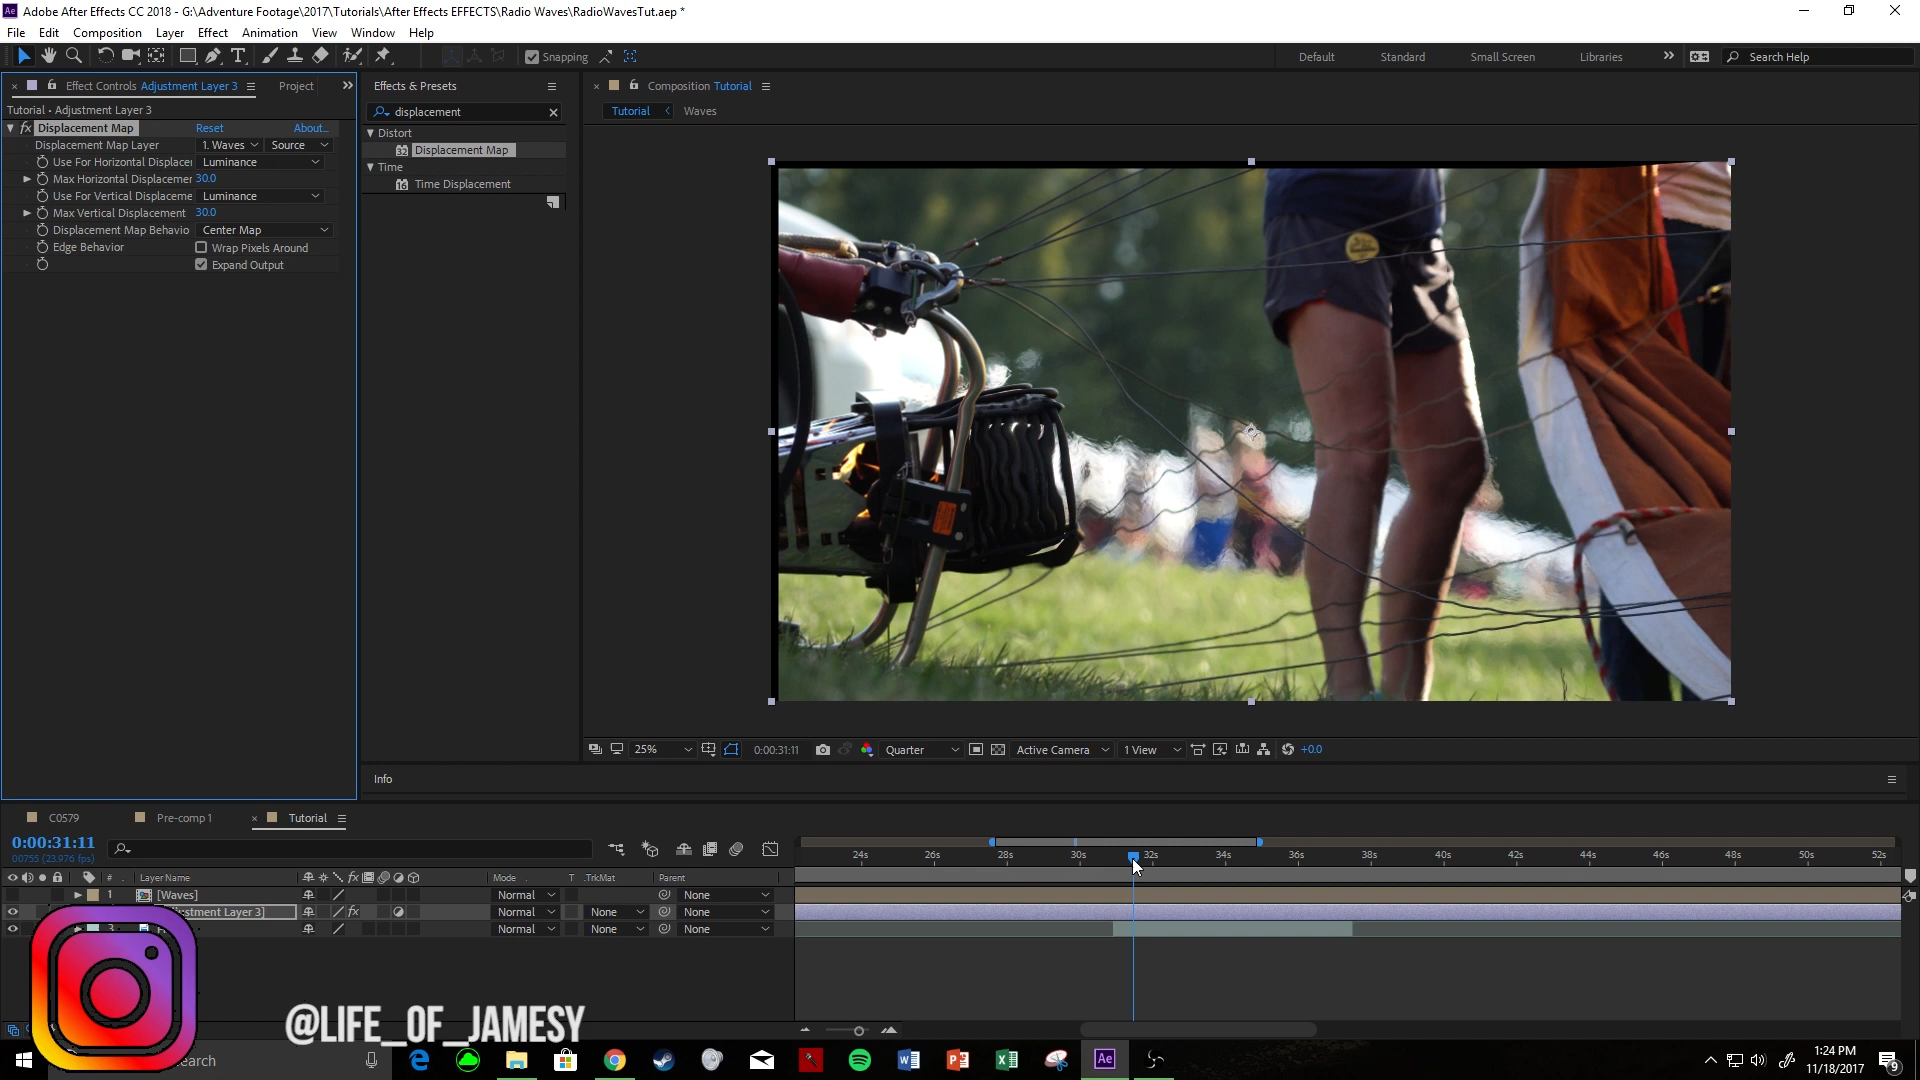 Adobe After Effects CC 2018 - G:\Adventure Footage\2017\Tutorials\After Effects EFFECTS\Radio Waves\RadioWavesTut.aep *
File Edit Composition Layer Effect Animation View Window Help
Snapping
Default Standard Small Screen Libraries Search Help
Effect Controls Adjustment Layer 3 Project
Tutorial • Adjustment Layer 3
fx Displacement Map Reset About...
Displacement Map Layer 1. Waves Source
Use For Horizontal Displacer Luminance
Max Horizontal Displacemer 30.0
Use For Vertical Displaceme Luminance
Max Vertical Displacement 30.0
Displacement Map Behavio Center Map
Edge Behavior Wrap Pixels Around
Expand Output
Effects & Presets
displacement
Distort
32 Displacement Map
Time
16 Time Displacement
Composition Tutorial
Tutorial Waves
25% 0:00:31:11 Quarter Active Camera 1 View +0.0
Info
C0579 Pre-comp 1 Tutorial
0:00:31:11
00755 (23.976 fps)
24s 26s 28s 30s 32s 34s 36s 38s 40s 42s 44s 46s 48s 50s 52s
# Layer Name fx Mode T .TrkMat Parent
1 [Waves] Normal None
justment Layer 3] fx Normal None None
3 Normal None None
@LIFE_OF_JAMESY
earch
Ae
1:24 PM
11/18/2017
9